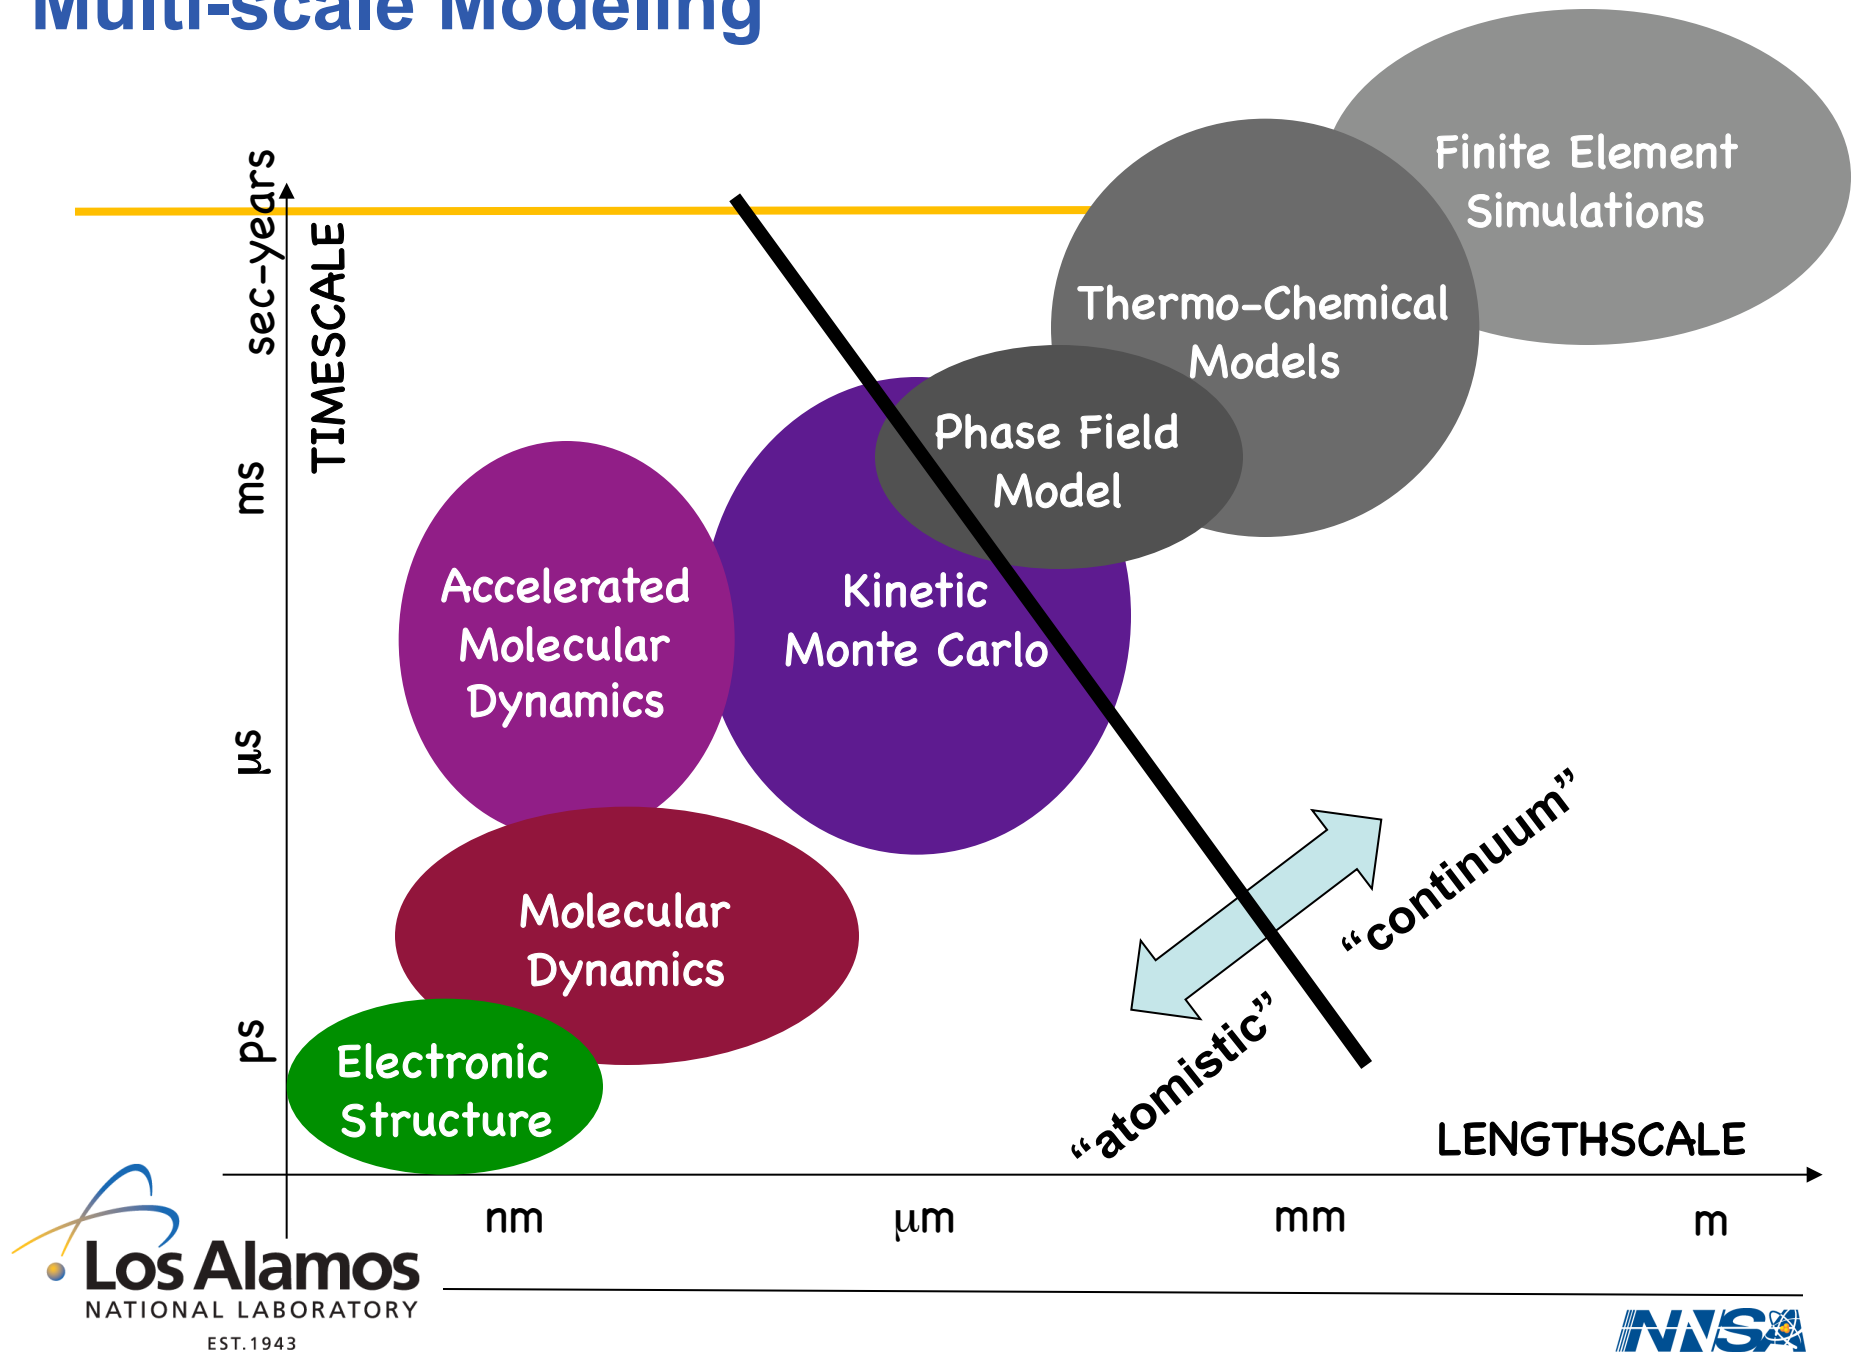 Multi-scale Modeling
sec-years
TIMESCALE
ms
μs
ps
Finite Element
Simulations
Thermo-Chemical
Models
Phase Field
Model
Accelerated
Molecular
Dynamics
Kinetic
Monte Carlo
Molecular
Dynamics
Electronic
Structure
“continuum”
“atomistic”
LENGTHSCALE
nm
μm
mm
m
Los Alamos
NATIONAL LABORATORY
EST.1943
NNSA